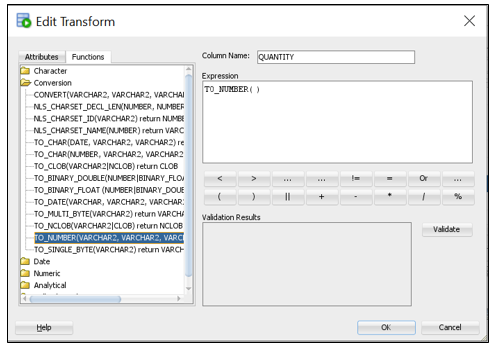 Edit Transform
Attributes Functions
Column Name: QUANTITY
Character
Conversion
CONVERT(VARCHAR2, VARCHAR2, VARCHA
NLS_CHARSET_DECL_LEN(NUMBER, NUMBER
NLS_CHARSET_ID(VARCHAR2) return NUMBE
NLS_CHARSET_NAME(NUMBER) return VARC
TO_CHAR(DATE, VARCHAR2, VARCHAR2) re
TO_CHAR(NUMBER, VARCHAR2, VARCHAR2
TO_CLOB(VARCHAR2|NCLOB) return CLOB
TO_BINARY_DOUBLE(NUMBER|BINARY_FLOA
TO_BINARY_FLOAT (NUMBER|BINARY_DOUE
TO_DATE(VARCHAR, VARCHAR2, VARCHAR2
TO_MULTI_BYTE(VARCHAR2) return VARCHA
TO_NCLOB(VARCHAR2|CLOB) return NCLOB
TO_NUMBER(VARCHAR2, VARCHAR2, VARC
TO_SINGLE_BYTE(VARCHAR2) return VARCH
Date
Numeric
Analytical
Expression
TO_NUMBER( )
< > ... ... != = Or ...
( ) || + - * / %
Validation Results
Validate
Help
OK
Cancel